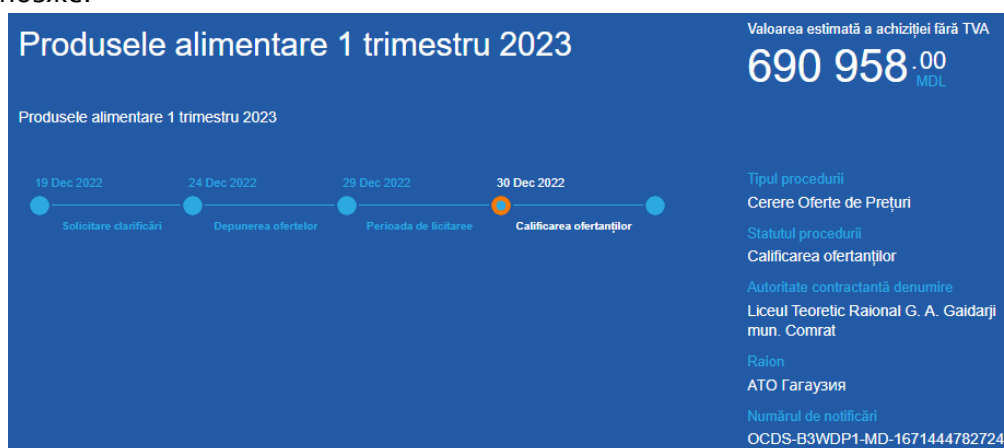 Produsele alimentare 1 trimestru 2023
Produsele alimentare 1 trimestru 2023
19 Dec 2022
24 Dec 2022
29 Dec 2022
30 Dec 2022
Solicitare clarificări
Depunerea ofertelor
Perioada de licitaree
Calificarea ofertanților
Valoarea estimată a achiziției fără TVA
690 958.00
MDL
Tipul procedurii
Cerere Oferte de Prețuri
Statutul procedurii
Calificarea ofertanților
Autoritate contractantă denumire
Liceul Teoretic Raional G. A. Gaidarji
mun. Comrat
Raion
АТО Гагаузия
Numărul de notificări
OCDS-B3WDP1-MD-1671444782724